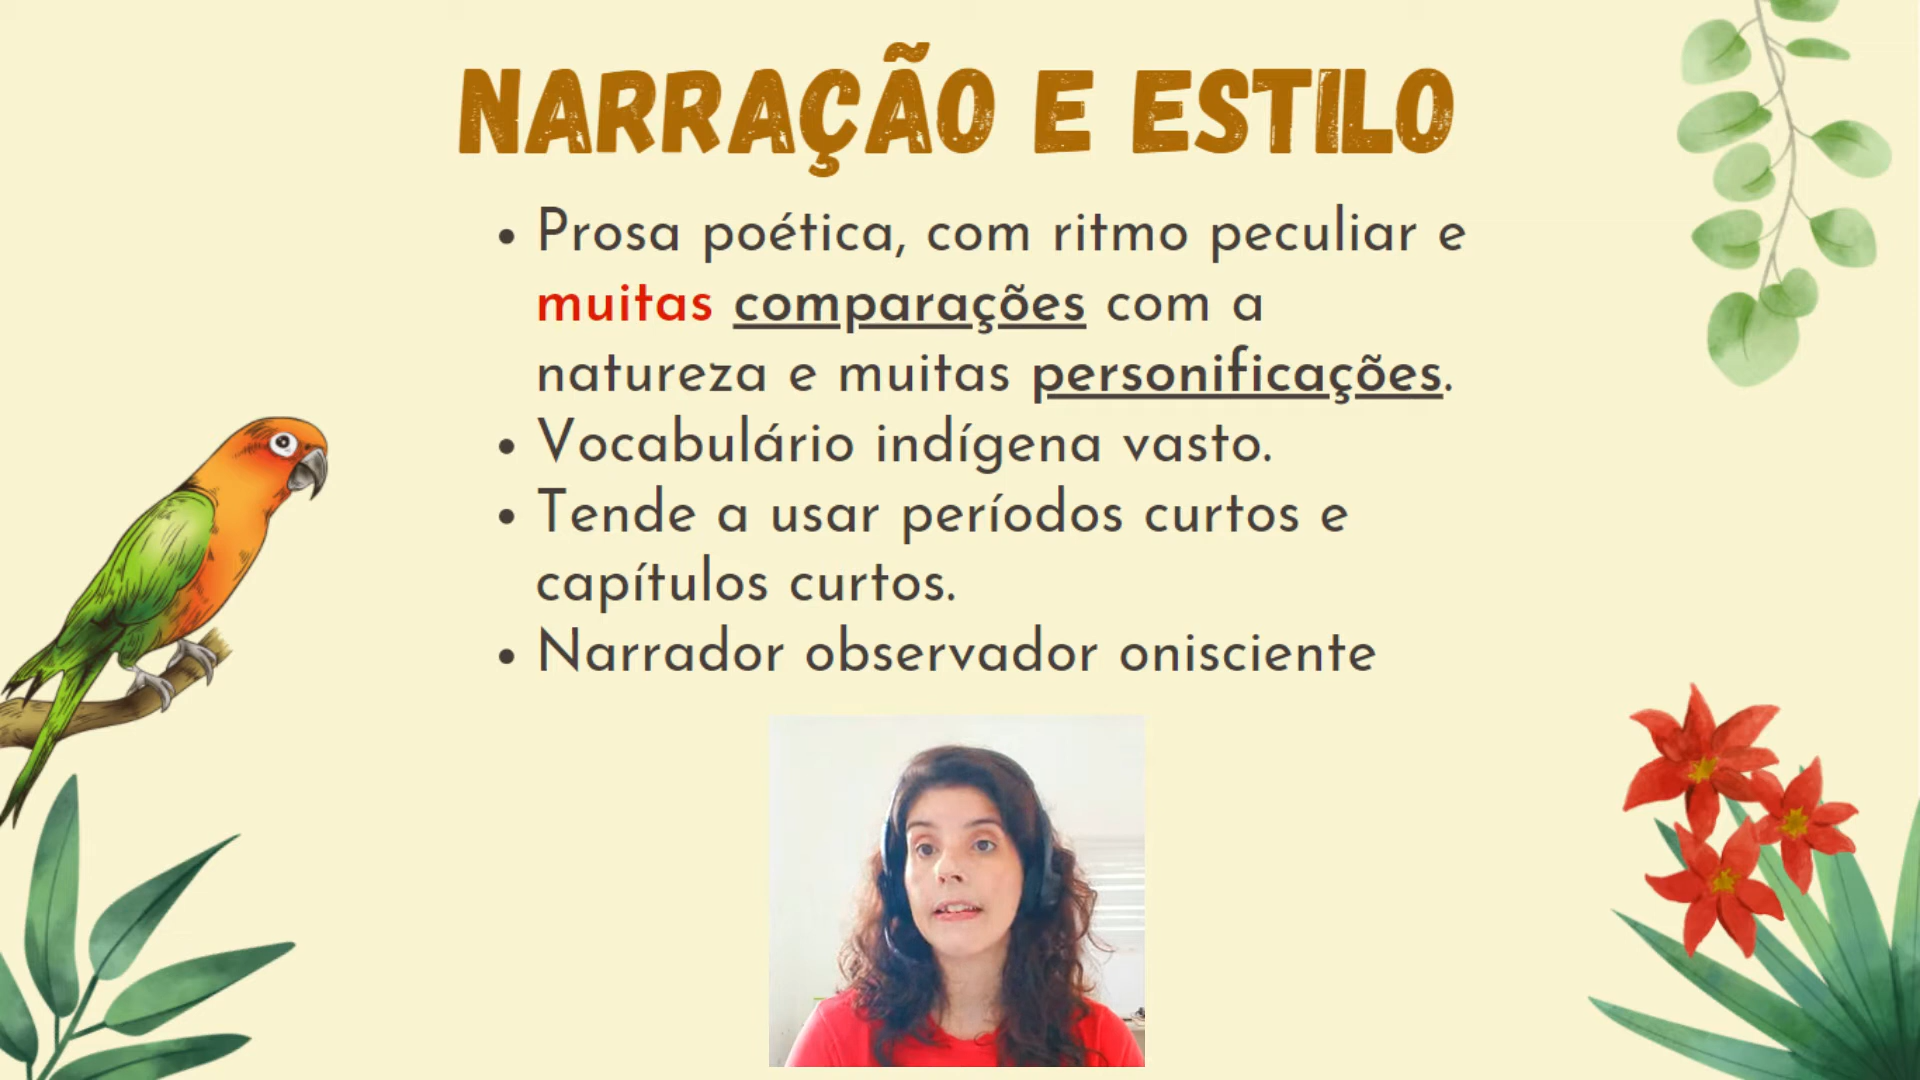 NARRAÇÃO E ESTILO
• Prosa poética, com ritmo peculiar e
muitas comparações com a
natureza e muitas personificações.
• Vocabulário indígena vasto.
• Tende a usar períodos curtos e
capítulos curtos.
• Narrador observador onisciente